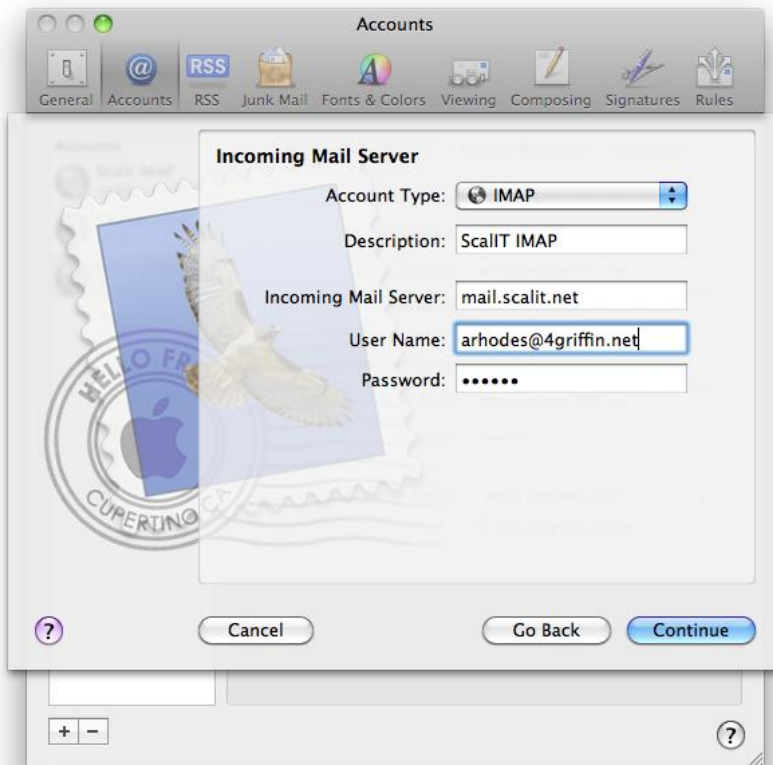 Accounts
General Accounts RSS Junk Mail Fonts & Colors Viewing Composing Signatures Rules
RSS
Incoming Mail Server
Account Type: IMAP
Description: ScalIT IMAP
Incoming Mail Server: mail.scalit.net
User Name: arhodes@4griffin.net
Password: ••••••
HELLO FR
CUPERTINO CA
? Cancel Go Back Continue
+ − ?